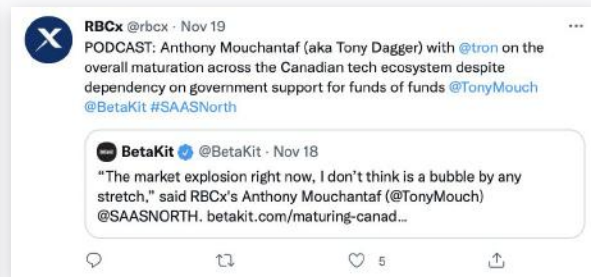 RBCx @rbcx · Nov 19
PODCAST: Anthony Mouchantaf (aka Tony Dagger) with @tron on the
overall maturation across the Canadian tech ecosystem despite
dependency on government support for funds of funds @TonyMouch
@BetaKit #SAASNorth
BetaKit @BetaKit · Nov 18
“The market explosion right now, I don’t think is a bubble by any
stretch,” said RBCx's Anthony Mouchantaf (@TonyMouch)
@SAASNORTH. betakit.com/maturing-canad...
5